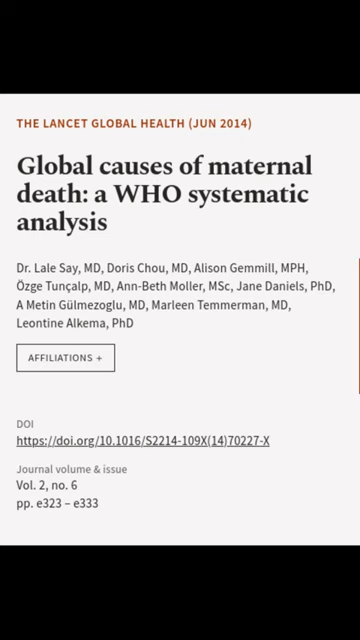 THE LANCET GLOBAL HEALTH (JUN 2014)
Global causes of maternal
death: a WHO systematic
analysis
Dr. Lale Say, MD, Doris Chou, MD, Alison Gemmill, MPH,
Özge Tunçalp, MD, Ann-Beth Moller, MSc, Jane Daniels, PhD,
A Metin Gülmezoglu, MD, Marleen Temmerman, MD,
Leontine Alkema, PhD
AFFILIATIONS +
DOI
https://doi.org/10.1016/S2214-109X(14)70227-X
Journal volume & issue
Vol. 2, no. 6
pp. e323 – e333